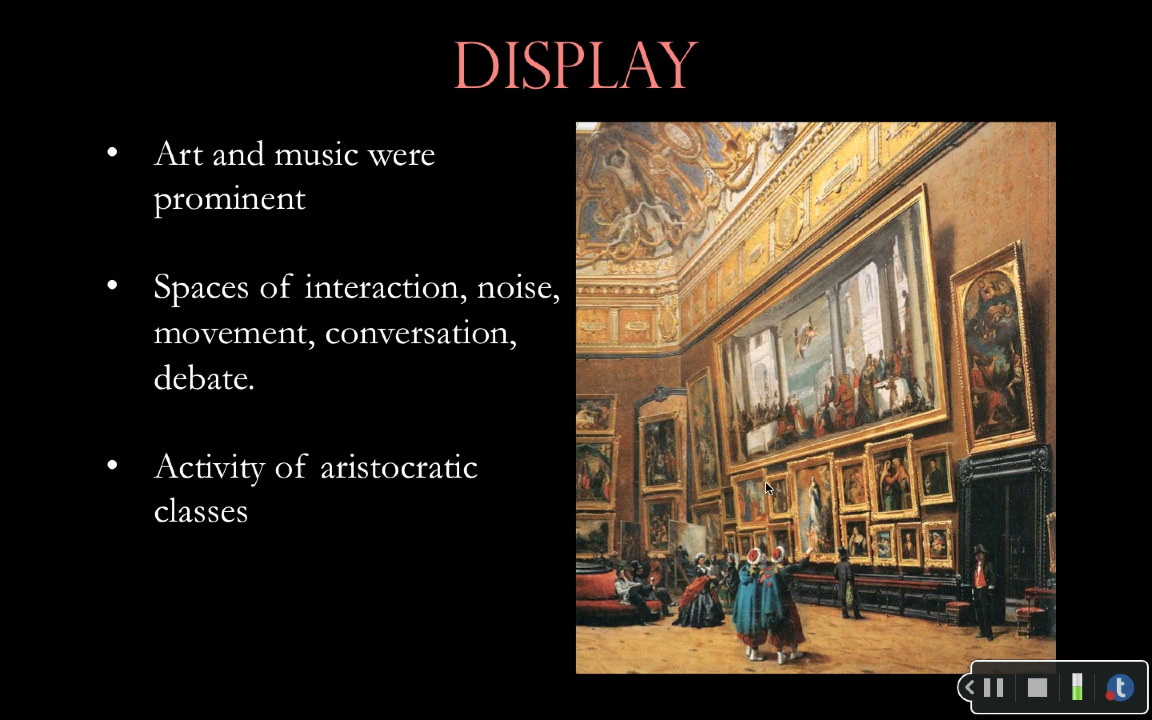 DISPLAY
• Art and music were
prominent
• Spaces of interaction, noise,
movement, conversation,
debate.
• Activity of aristocratic
classes
t